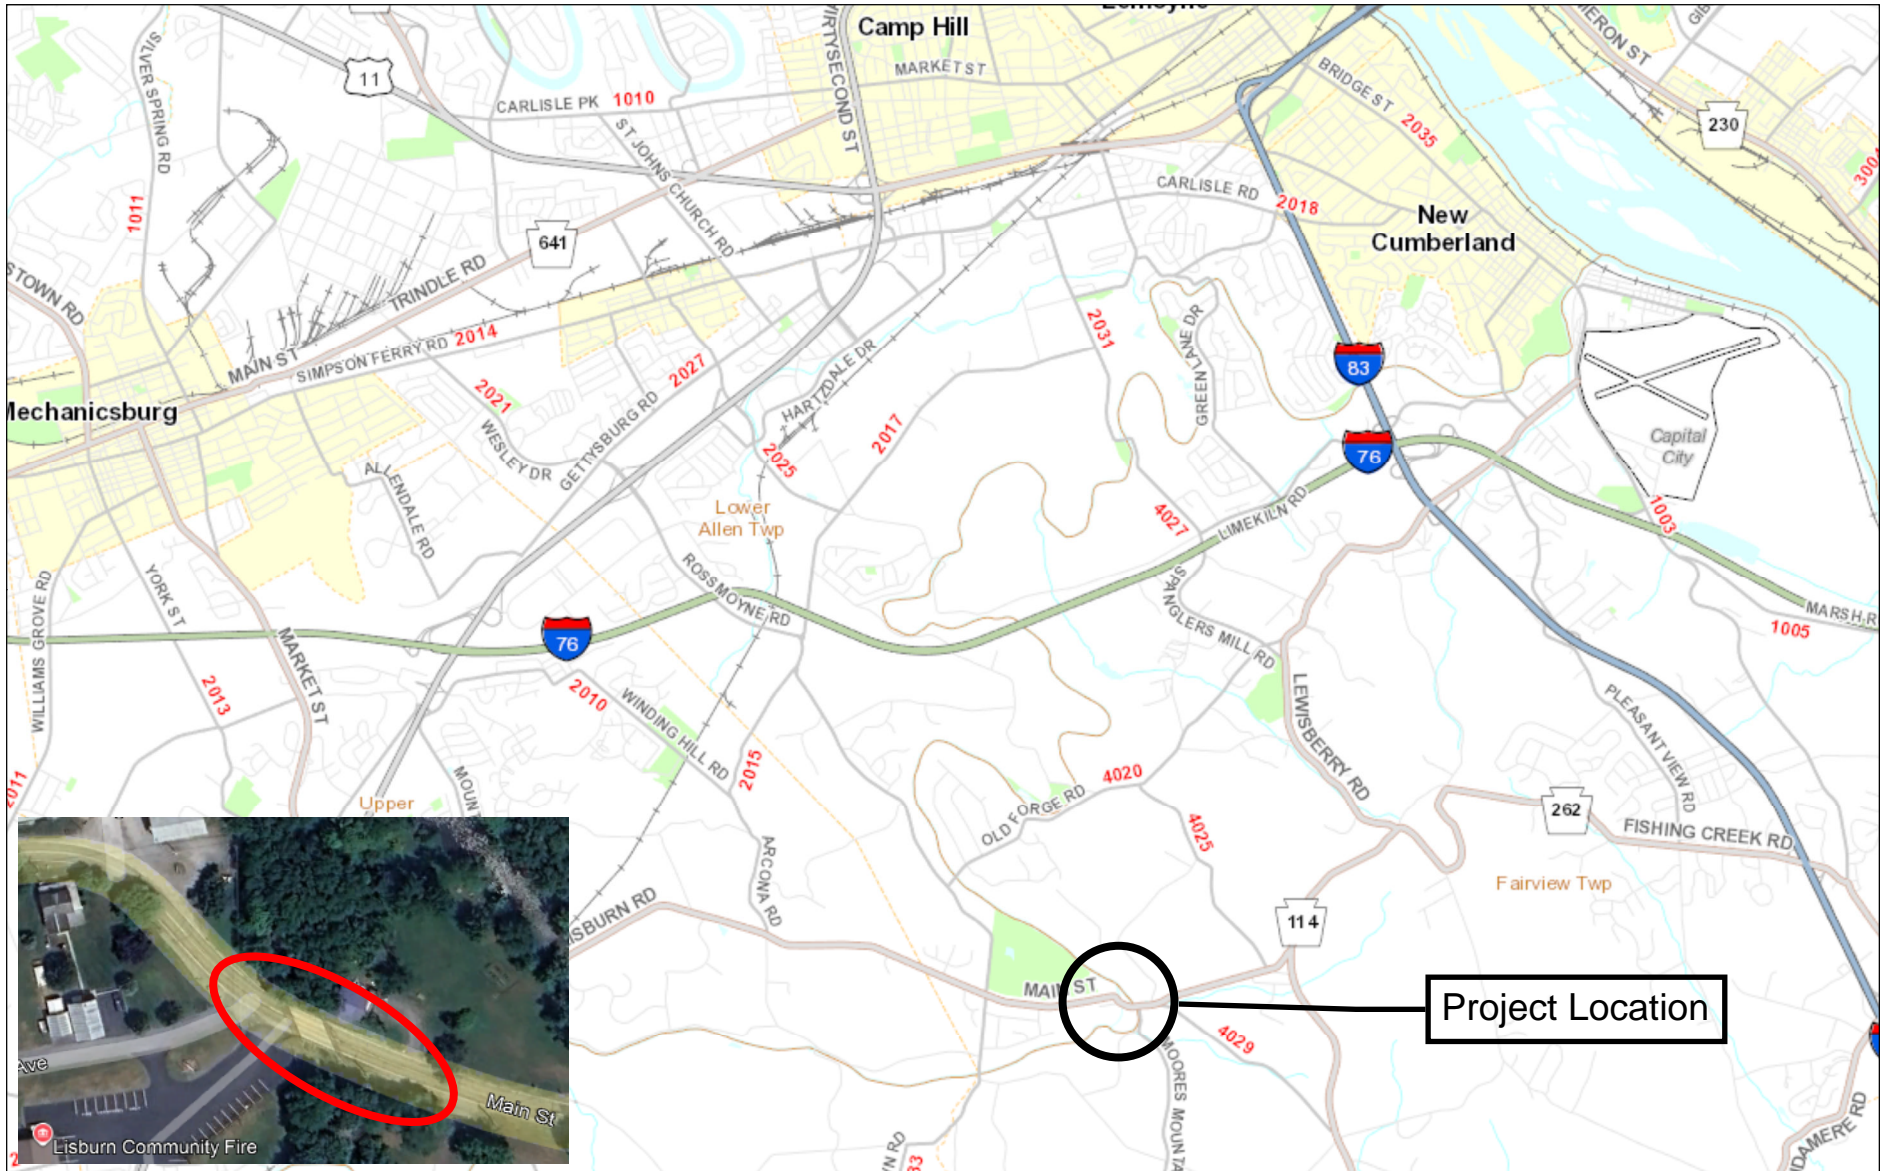 Camp Hill
11
MARKET ST
CARLISLE PK
1010
BRIDGE ST
2035
230
3004
SILVER SPRING RD
1011
ST JOHNS CHURCH RD
CARLISLE RD
2018
New
Cumberland
641
TRINDLE RD
MAIN ST
SIMPSON FERRY RD
2014
2031
GREEN LANE DR
83
2021
2027
HARTZDALE DR
Mechanicsburg
WESLEY DR
GETTYSBURG RD
2025
2017
76
Capital
City
ALLENDALE RD
Lower
Allen Twp
4027
LIMEKILN RD
1003
WILLIAMS GROVE RD
YORK ST
ROSSMOYNE RD
SPANGLERS MILL RD
1005
76
MARKET ST
2013
2010
WINDING HILL RD
LEWISBERRY RD
PLEASANT VIEW RD
2011
2015
4020
OLD FORGE RD
Upper
ARCONA RD
4025
262
FISHING CREEK RD
Fairview Twp
114
MAIN ST
Project Location
4029
Main St
Ave
Lisburn Community Fire